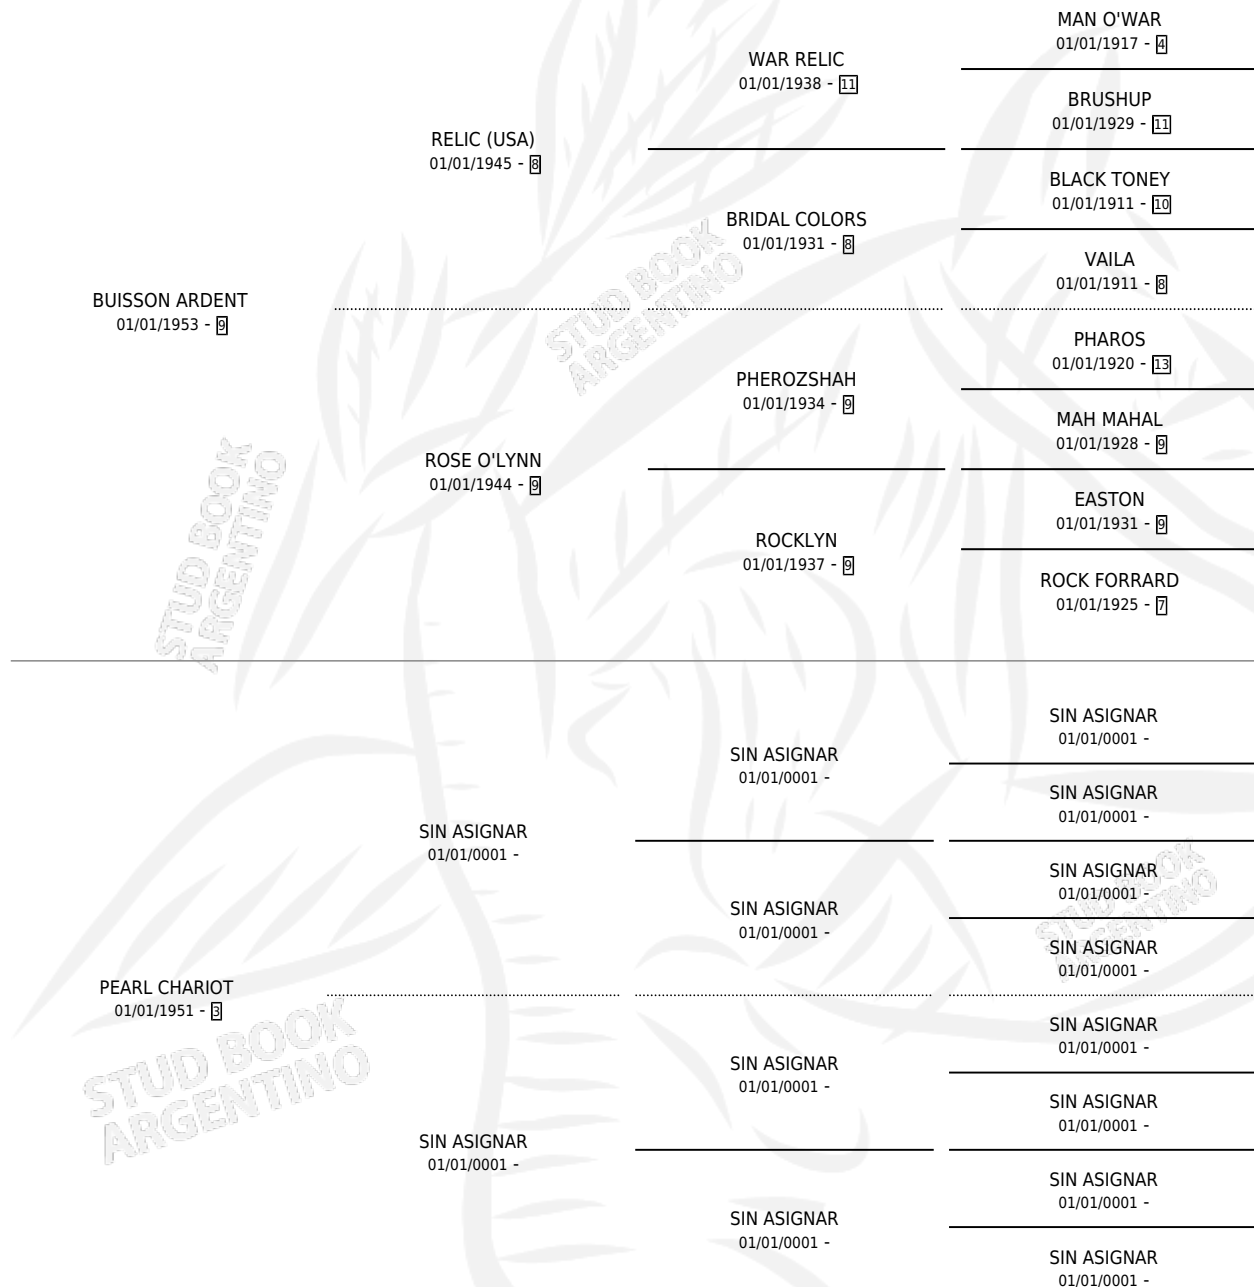 MAN O'WAR
01/01/1917 - 4
WAR RELIC
01/01/1938 - 11
BRUSHUP
01/01/1929 - 11
RELIC (USA)
01/01/1945 - 8
BLACK TONEY
01/01/1911 - 10
BRIDAL COLORS
01/01/1931 - 8
VAILA
01/01/1911 - 8
BUISSON ARDENT
01/01/1953 - 9
STUD BOOK
ARGENTINO
PHAROS
01/01/1920 - 13
PHEROZSHAH
01/01/1934 - 9
MAH MAHAL
01/01/1928 - 9
ROSE O'LYNN
01/01/1944 - 9
EASTON
01/01/1931 - 9
ROCKLYN
01/01/1937 - 9
ROCK FORRARD
01/01/1925 - 7
STUD BOOK
ARGENTINO
SIN ASIGNAR
01/01/0001 -
SIN ASIGNAR
01/01/0001 -
SIN ASIGNAR
01/01/0001 -
SIN ASIGNAR
01/01/0001 -
SIN ASIGNAR
01/01/0001 -
SIN ASIGNAR
01/01/0001 -
SIN ASIGNAR
01/01/0001 -
STUD BOOK
ARGENTINO
PEARL CHARIOT
01/01/1951 - 3
STUD BOOK
ARGENTINO
SIN ASIGNAR
01/01/0001 -
SIN ASIGNAR
01/01/0001 -
SIN ASIGNAR
01/01/0001 -
SIN ASIGNAR
01/01/0001 -
SIN ASIGNAR
01/01/0001 -
SIN ASIGNAR
01/01/0001 -
SIN ASIGNAR
01/01/0001 -